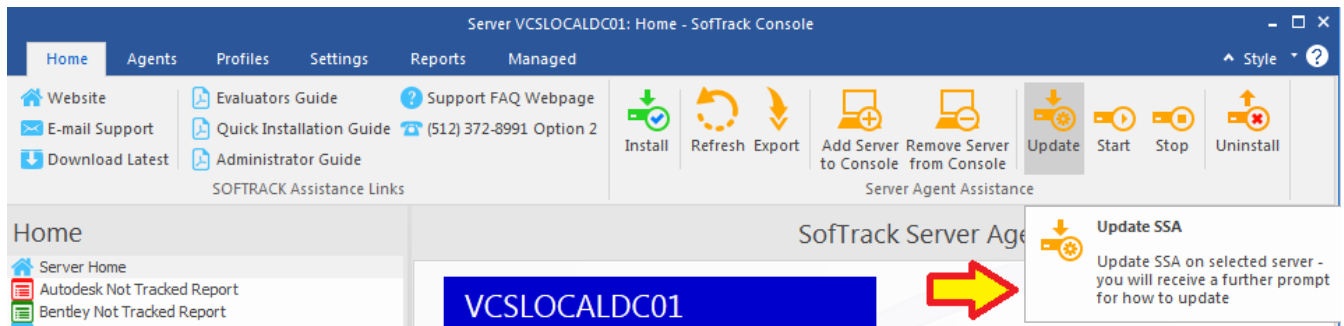 Server VCSLOCALDC01: Home - SofTrack Console
Home Agents Profiles Settings Reports Managed Style
Website Evaluators Guide Support FAQ Webpage
E-mail Support Quick Installation Guide (512) 372-8991 Option 2
Download Latest Administrator Guide
Install Refresh Export Add Server to Console Remove Server from Console Update Start Stop Uninstall
SOFTRACK Assistance Links Server Agent Assistance
Home
SofTrack Server Age
Update SSA
Update SSA on selected server -
you will receive a further prompt
for how to update
Server Home
Autodesk Not Tracked Report
Bentley Not Tracked Report
VCSLOCALDC01